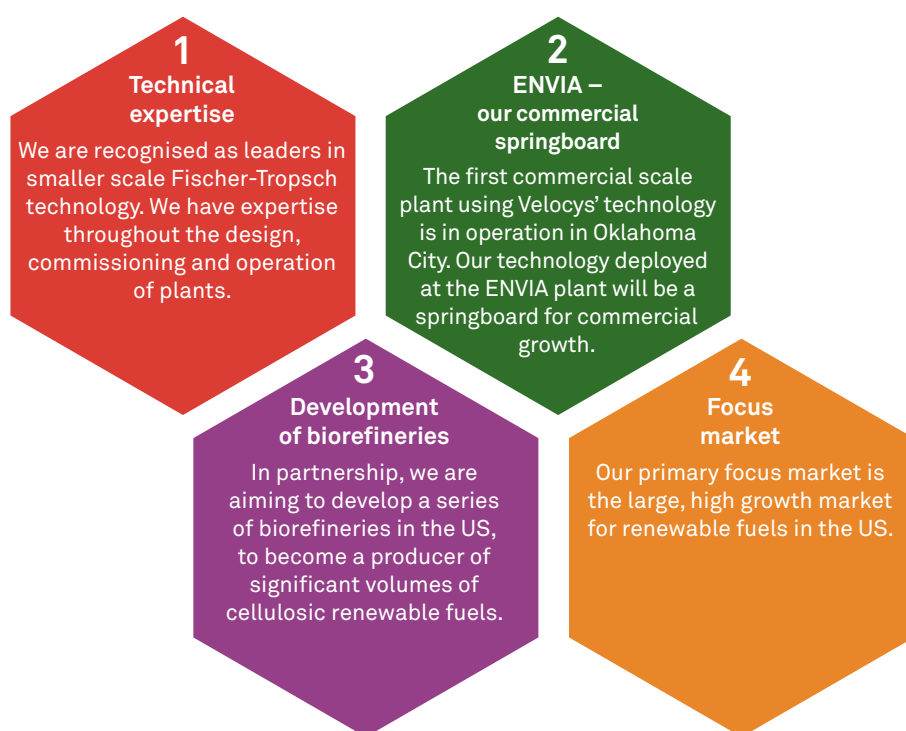 1
Technical
expertise
We are recognised as leaders in
smaller scale Fischer-Tropsch
technology. We have expertise
throughout the design,
commissioning and operation
of plants.
2
ENVIA –
our commercial
springboard
The first commercial scale
plant using Velocys’ technology
is in operation in Oklahoma
City. Our technology deployed
at the ENVIA plant will be a
springboard for commercial
growth.
3
Development
of biorefineries
In partnership, we are
aiming to develop a series
of biorefineries in the US,
to become a producer of
significant volumes of
cellulosic renewable fuels.
4
Focus
market
Our primary focus market is
the large, high growth market
for renewable fuels in the US.